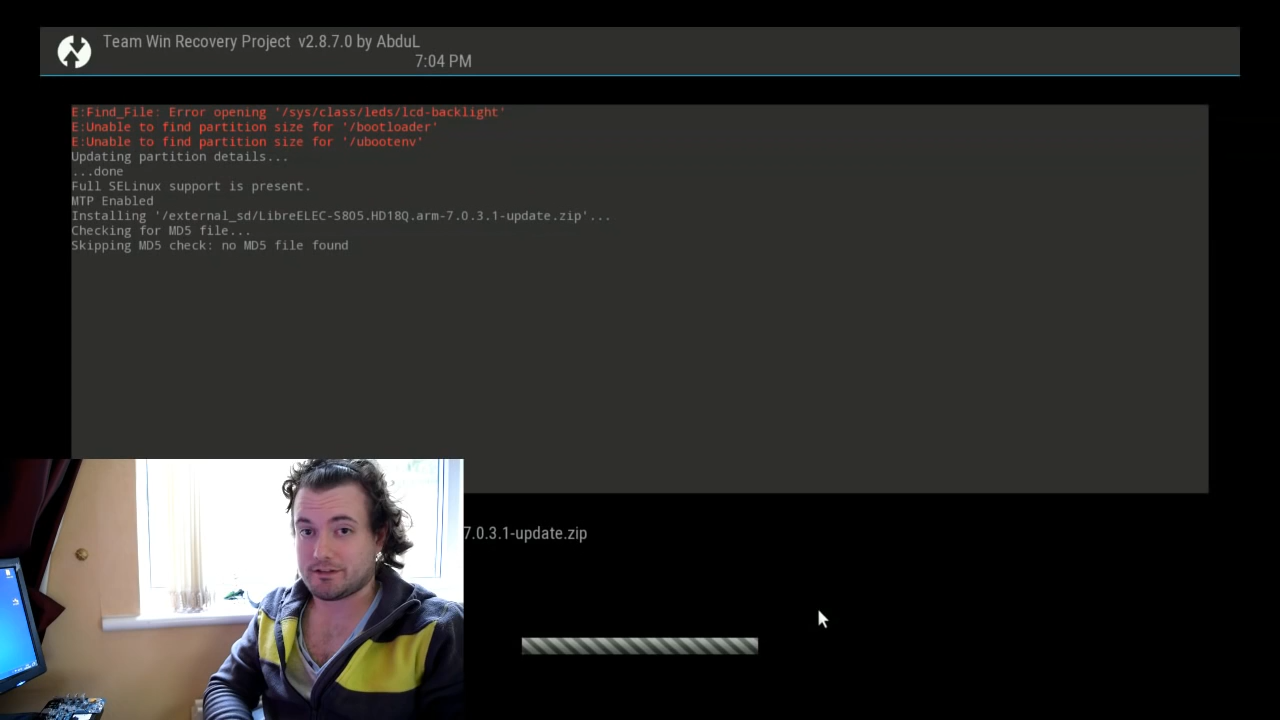 Team Win Recovery Project v2.8.7.0 by AbduL
7:04 PM
E:Find_File: Error opening '/sys/class/leds/lcd-backlight'
E:Unable to find partition size for '/bootloader'
E:Unable to find partition size for '/ubootenv'
Updating partition details...
...done
Full SELinux support is present.
MTP Enabled
Installing '/external_sd/LibreELEC-S805.HD18Q.arm-7.0.3.1-update.zip'...
Checking for MD5 file...
Skipping MD5 check: no MD5 file found
7.0.3.1-update.zip